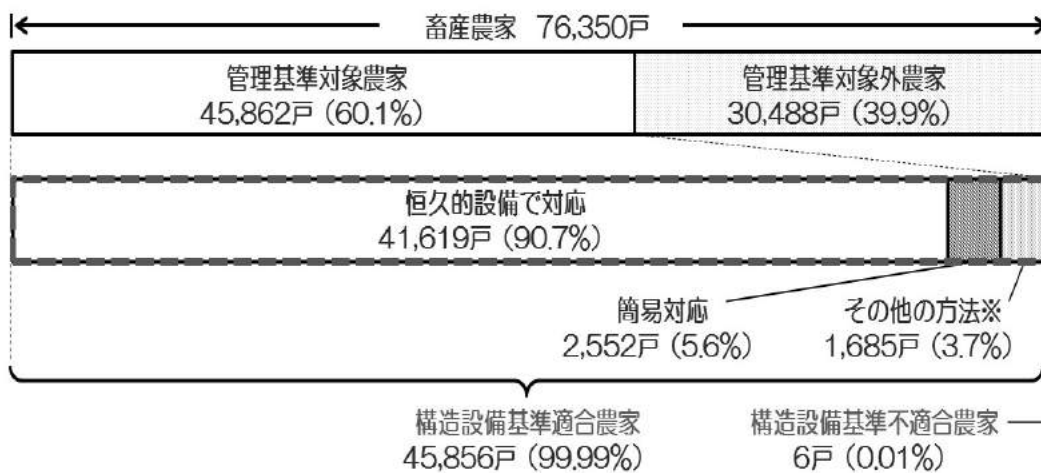 畜産農家 76,350戸
管理基準対象農家
45,862戸 (60.1%)
管理基準対象外農家
30,488戸 (39.9%)
恒久的設備で対応
41,619戸 (90.7%)
簡易対応
2,552戸 (5.6%)
その他の方法※
1,685戸 (3.7%)
構造設備基準適合農家
45,856戸 (99.99%)
構造設備基準不適合農家
6戸 (0.01%)